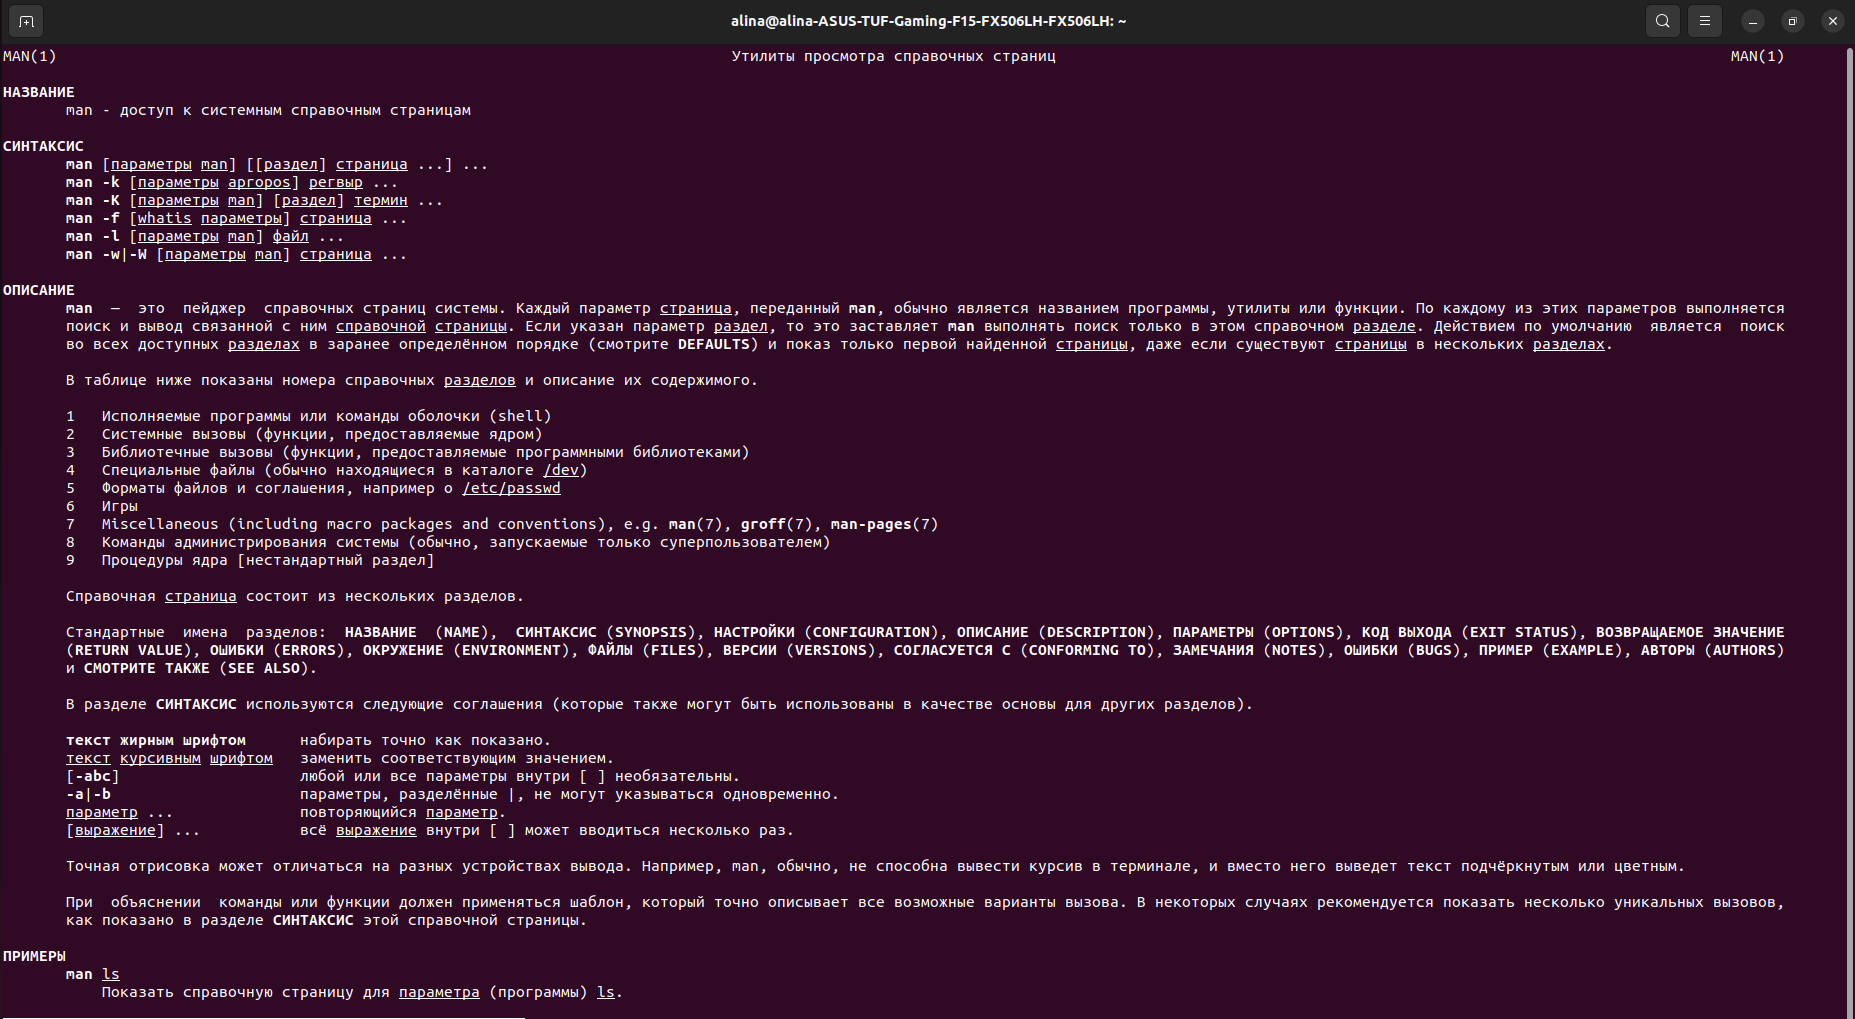 alina@alina-ASUS-TUF-Gaming-F15-FX506LH-FX506LH: ~
MAN(1) Утилиты просмотра справочных страниц MAN(1)
НАЗВАНИЕ
man - доступ к системным справочным страницам
СИНТАКСИС
man [параметры man] [[раздел] страница ...] ...
man -k [параметры apropos] регвыр ...
man -K [параметры man] [раздел] термин ...
man -f [whatis параметры] страница ...
man -l [параметры man] файл ...
man -w|-W [параметры man] страница ...
ОПИСАНИЕ
man — это пейджер справочных страниц системы. Каждый параметр страница, переданный man, обычно является названием программы, утилиты или функции. По каждому из этих параметров выполняется
поиск и вывод связанной с ним справочной страницы. Если указан параметр раздел, то это заставляет man выполнять поиск только в этом справочном разделе. Действием по умолчанию является поиск
во всех доступных разделах в заранее определённом порядке (смотрите DEFAULTS) и показ только первой найденной страницы, даже если существуют страницы в нескольких разделах.
В таблице ниже показаны номера справочных разделов и описание их содержимого.
1 Исполняемые программы или команды оболочки (shell)
2 Системные вызовы (функции, предоставляемые ядром)
3 Библиотечные вызовы (функции, предоставляемые программными библиотеками)
4 Специальные файлы (обычно находящиеся в каталоге /dev)
5 Форматы файлов и соглашения, например о /etc/passwd
6 Игры
7 Miscellaneous (including macro packages and conventions), e.g. man(7), groff(7), man-pages(7)
8 Команды администрирования системы (обычно, запускаемые только суперпользователем)
9 Процедуры ядра [нестандартный раздел]
Справочная страница состоит из нескольких разделов.
Стандартные имена разделов: НАЗВАНИЕ (NAME), СИНТАКСИС (SYNOPSIS), НАСТРОЙКИ (CONFIGURATION), ОПИСАНИЕ (DESCRIPTION), ПАРАМЕТРЫ (OPTIONS), КОД ВЫХОДА (EXIT STATUS), ВОЗВРАЩАЕМОЕ ЗНАЧЕНИЕ
(RETURN VALUE), ОШИБКИ (ERRORS), ОКРУЖЕНИЕ (ENVIRONMENT), ФАЙЛЫ (FILES), ВЕРСИИ (VERSIONS), СОГЛАСУЕТСЯ С (CONFORMING TO), ЗАМЕЧАНИЯ (NOTES), ОШИБКИ (BUGS), ПРИМЕР (EXAMPLE), АВТОРЫ (AUTHORS)
и СМОТРИТЕ ТАКЖЕ (SEE ALSO).
В разделе СИНТАКСИС используются следующие соглашения (которые также могут быть использованы в качестве основы для других разделов).
текст жирным шрифтом набирать точно как показано.
текст курсивным шрифтом заменить соответствующим значением.
[-abc] любой или все параметры внутри [ ] необязательны.
-a|-b параметры, разделённые |, не могут указываться одновременно.
параметр ... повторяющийся параметр.
[выражение] ... всё выражение внутри [ ] может вводиться несколько раз.
Точная отрисовка может отличаться на разных устройствах вывода. Например, man, обычно, не способна вывести курсив в терминале, и вместо него выведет текст подчёркнутым или цветным.
При объяснении команды или функции должен применяться шаблон, который точно описывает все возможные варианты вызова. В некоторых случаях рекомендуется показать несколько уникальных вызовов,
как показано в разделе СИНТАКСИС этой справочной страницы.
ПРИМЕРЫ
man ls
Показать справочную страницу для параметра (программы) ls.